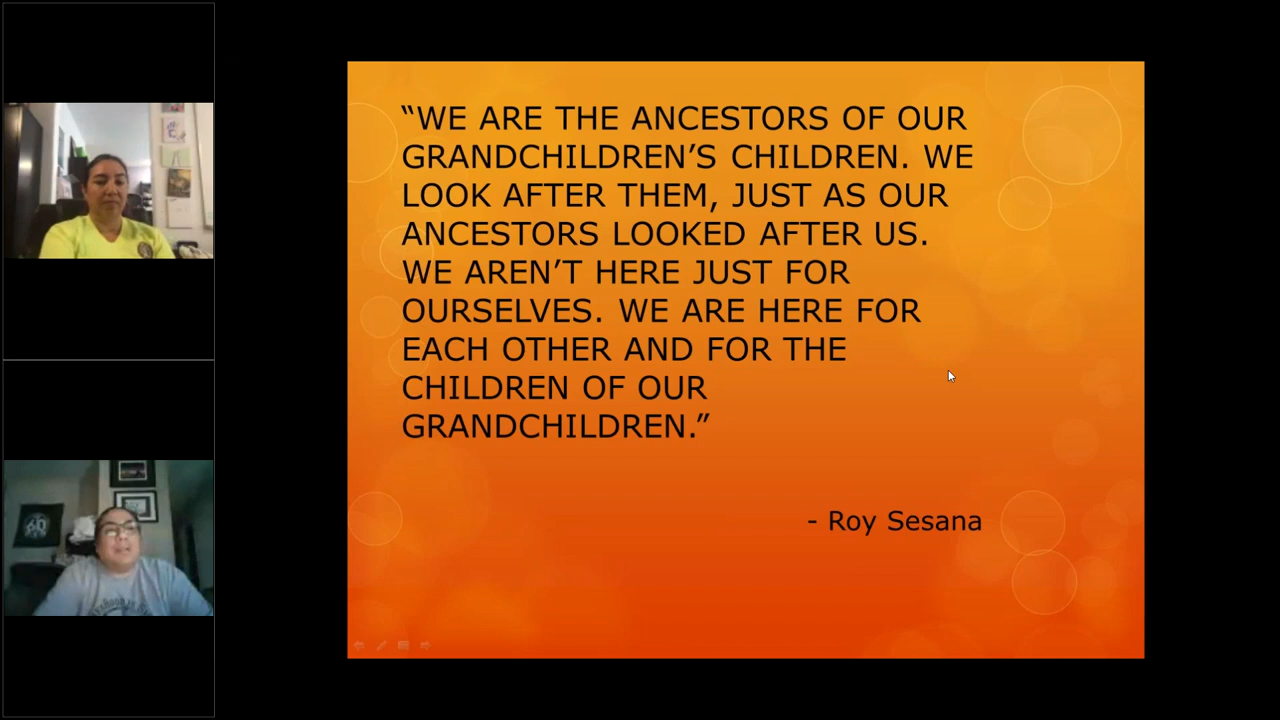 “WE ARE THE ANCESTORS OF OUR
GRANDCHILDREN’S CHILDREN. WE
LOOK AFTER THEM, JUST AS OUR
ANCESTORS LOOKED AFTER US.
WE AREN’T HERE JUST FOR
OURSELVES. WE ARE HERE FOR
EACH OTHER AND FOR THE
CHILDREN OF OUR
GRANDCHILDREN.”
- Roy Sesana